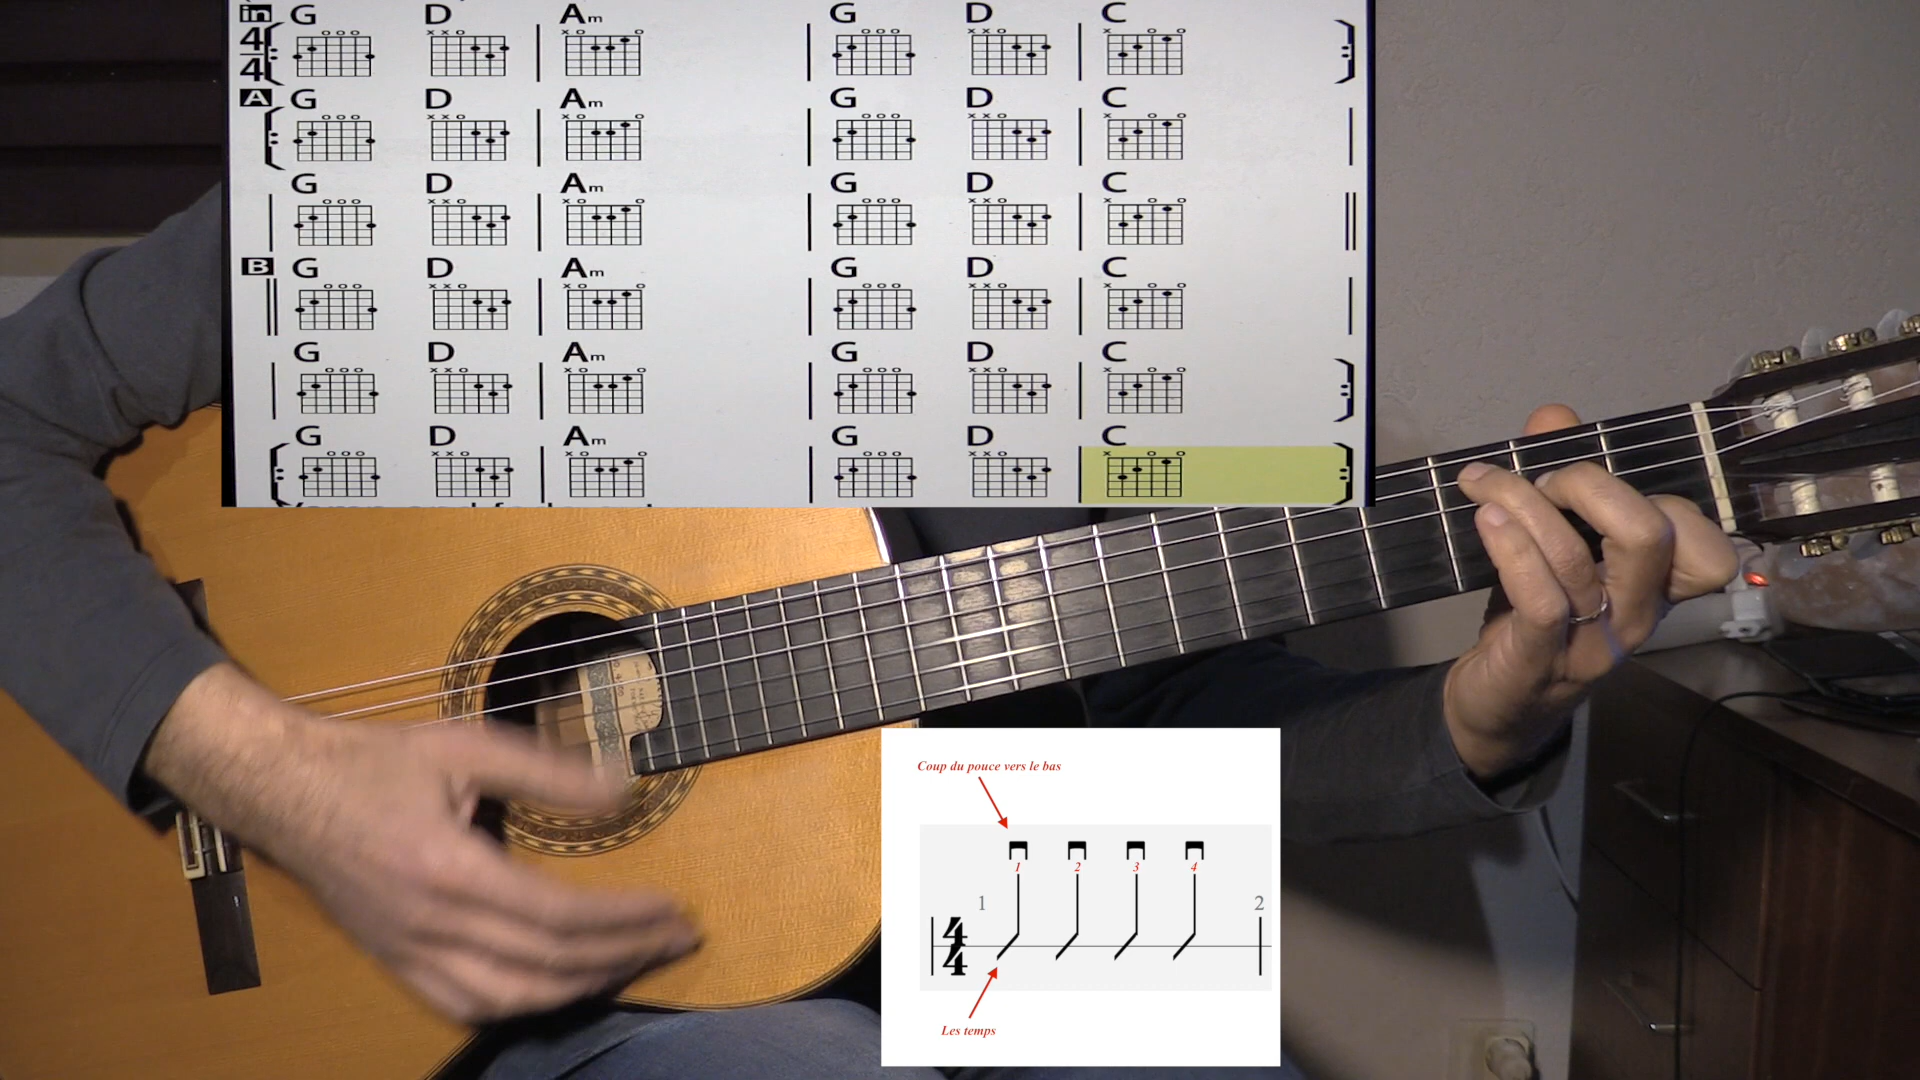 in G D Am G D C
4
4
A G D Am G D C
G D Am G D C
B G D Am G D C
G D Am G D C
G D Am G D C
Coup du pouce vers le bas
1 2 3 4
1 2
4
4
Les temps